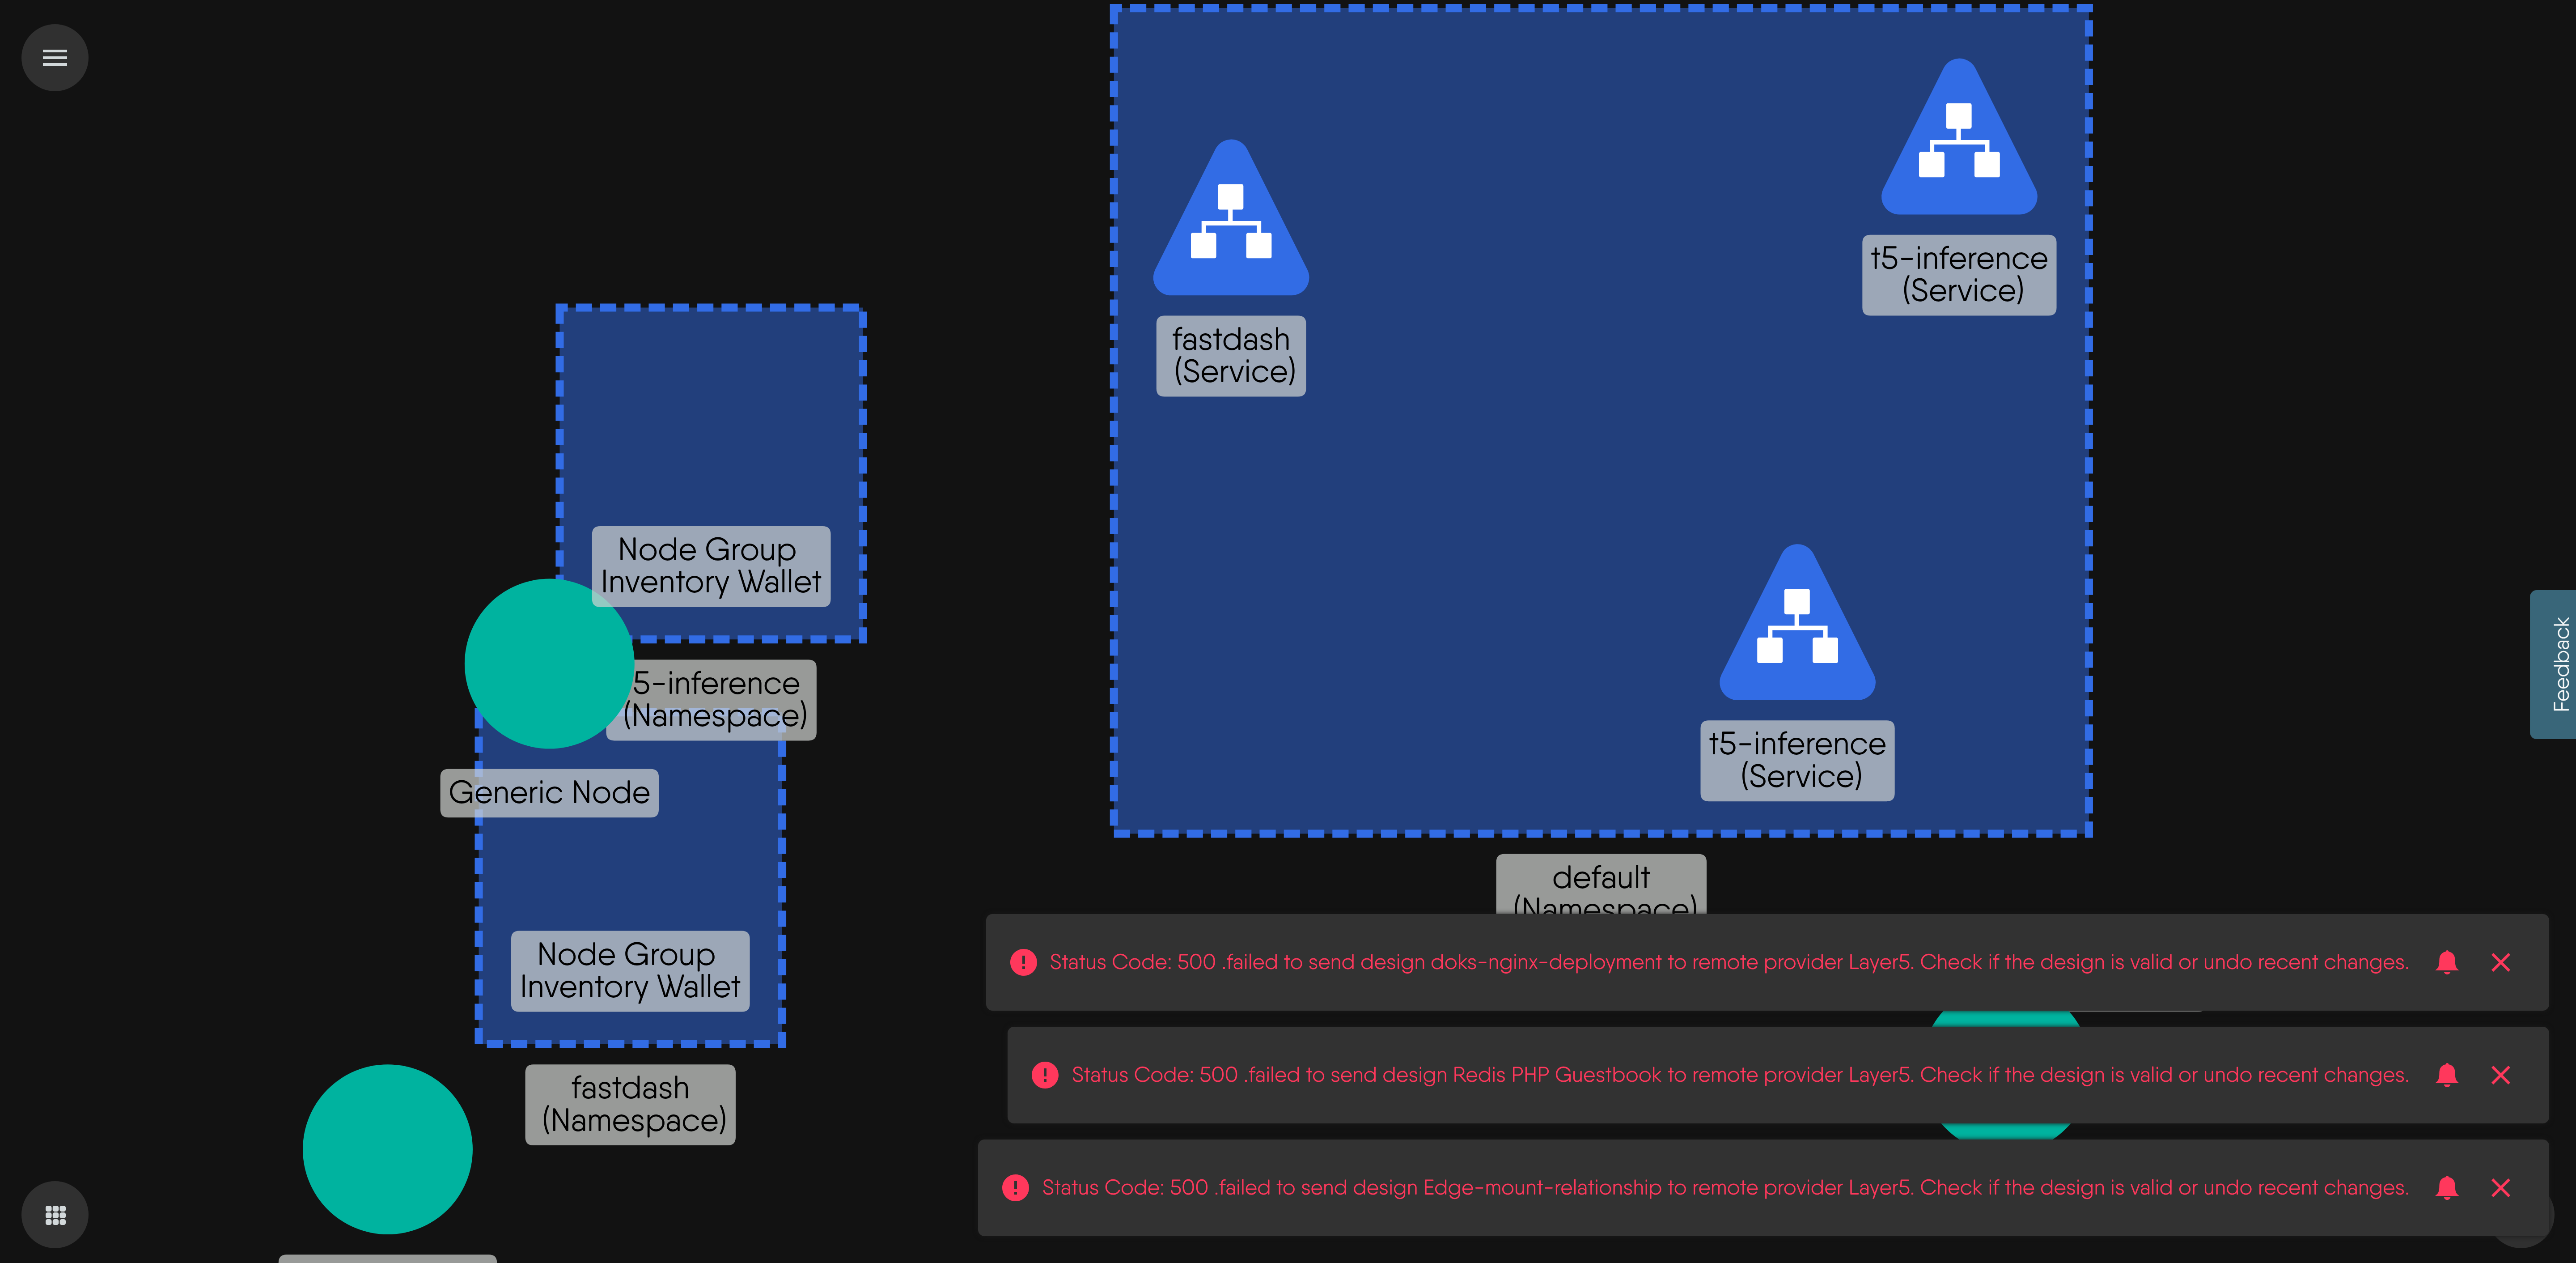 t5-inference
(Service)
fastdash
(Service)
Node Group
Inventory Wallet
5-inference
(Namespace)
Generic Node
t5-inference
(Service)
Feedback
default
(Namespace)
Node Group
Inventory Wallet
fastdash
(Namespace)
Status Code: 500 .failed to send design doks-nginx-deployment to remote provider Layer5. Check if the design is valid or undo recent changes.
Status Code: 500 .failed to send design Redis PHP Guestbook to remote provider Layer5. Check if the design is valid or undo recent changes.
Status Code: 500 .failed to send design Edge-mount-relationship to remote provider Layer5. Check if the design is valid or undo recent changes.